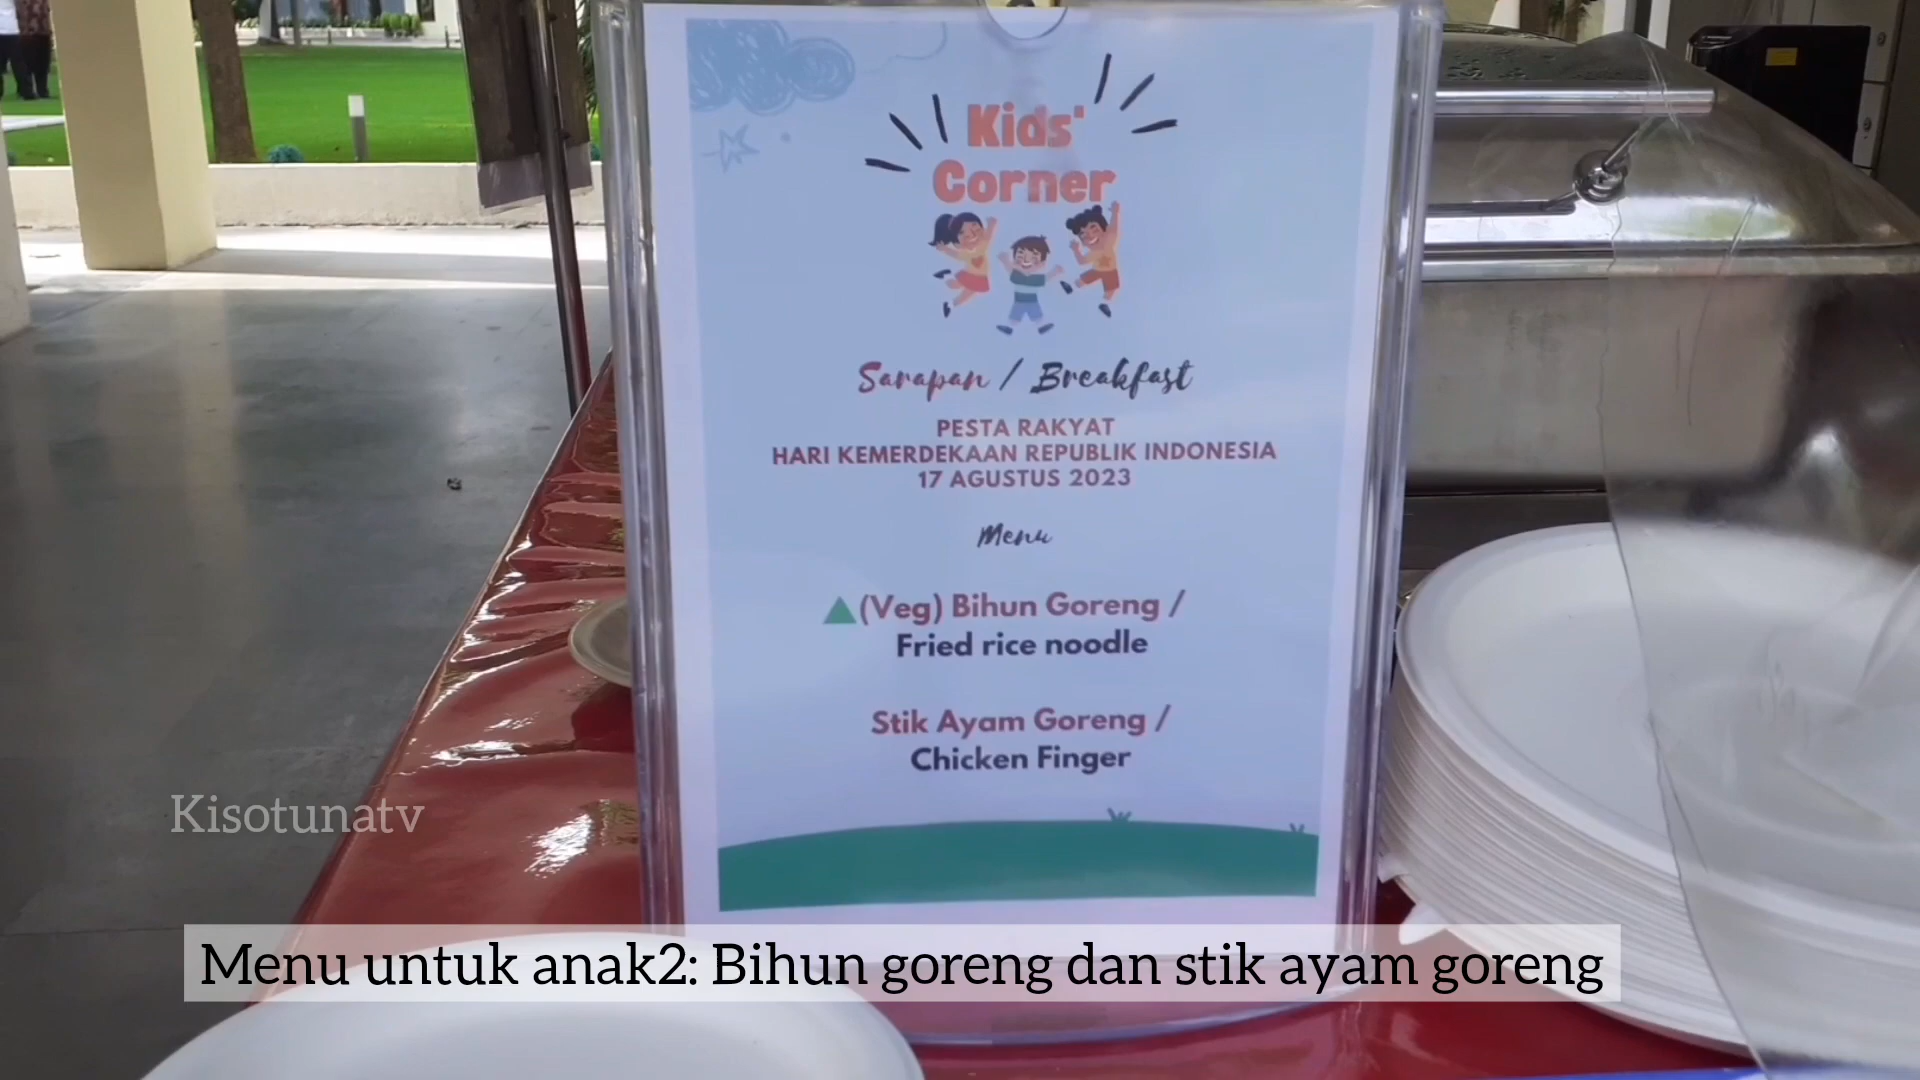 Kids'
Corner
Sarapan / Breakfast
PESTA RAKYAT
HARI KEMERDEKAAN REPUBLIK INDONESIA
17 AGUSTUS 2023
Menu
(Veg) Bihun Goreng /
Fried rice noodle
Stik Ayam Goreng /
Chicken Finger
Kisotunatv
Menu untuk anak2: Bihun goreng dan stik ayam goreng